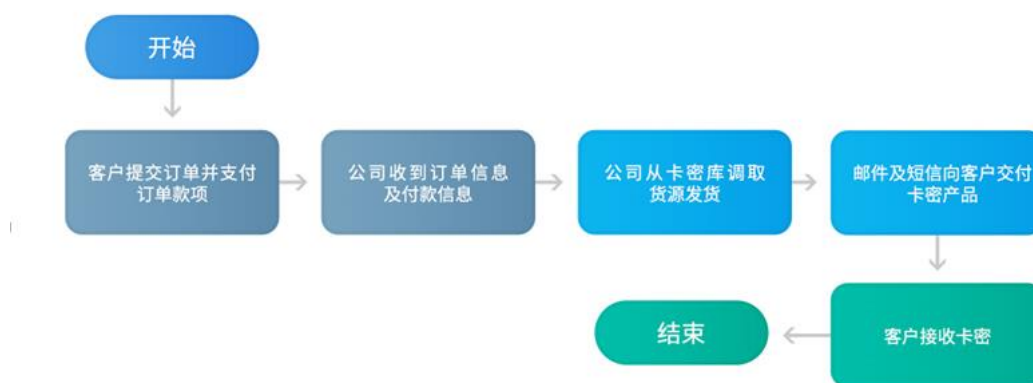 开始
客户提交订单并支付
订单款项
公司收到订单信息
及付款信息
公司从卡密库调取
货源发货
邮件及短信向客户交付
卡密产品
客户接收卡密
结束